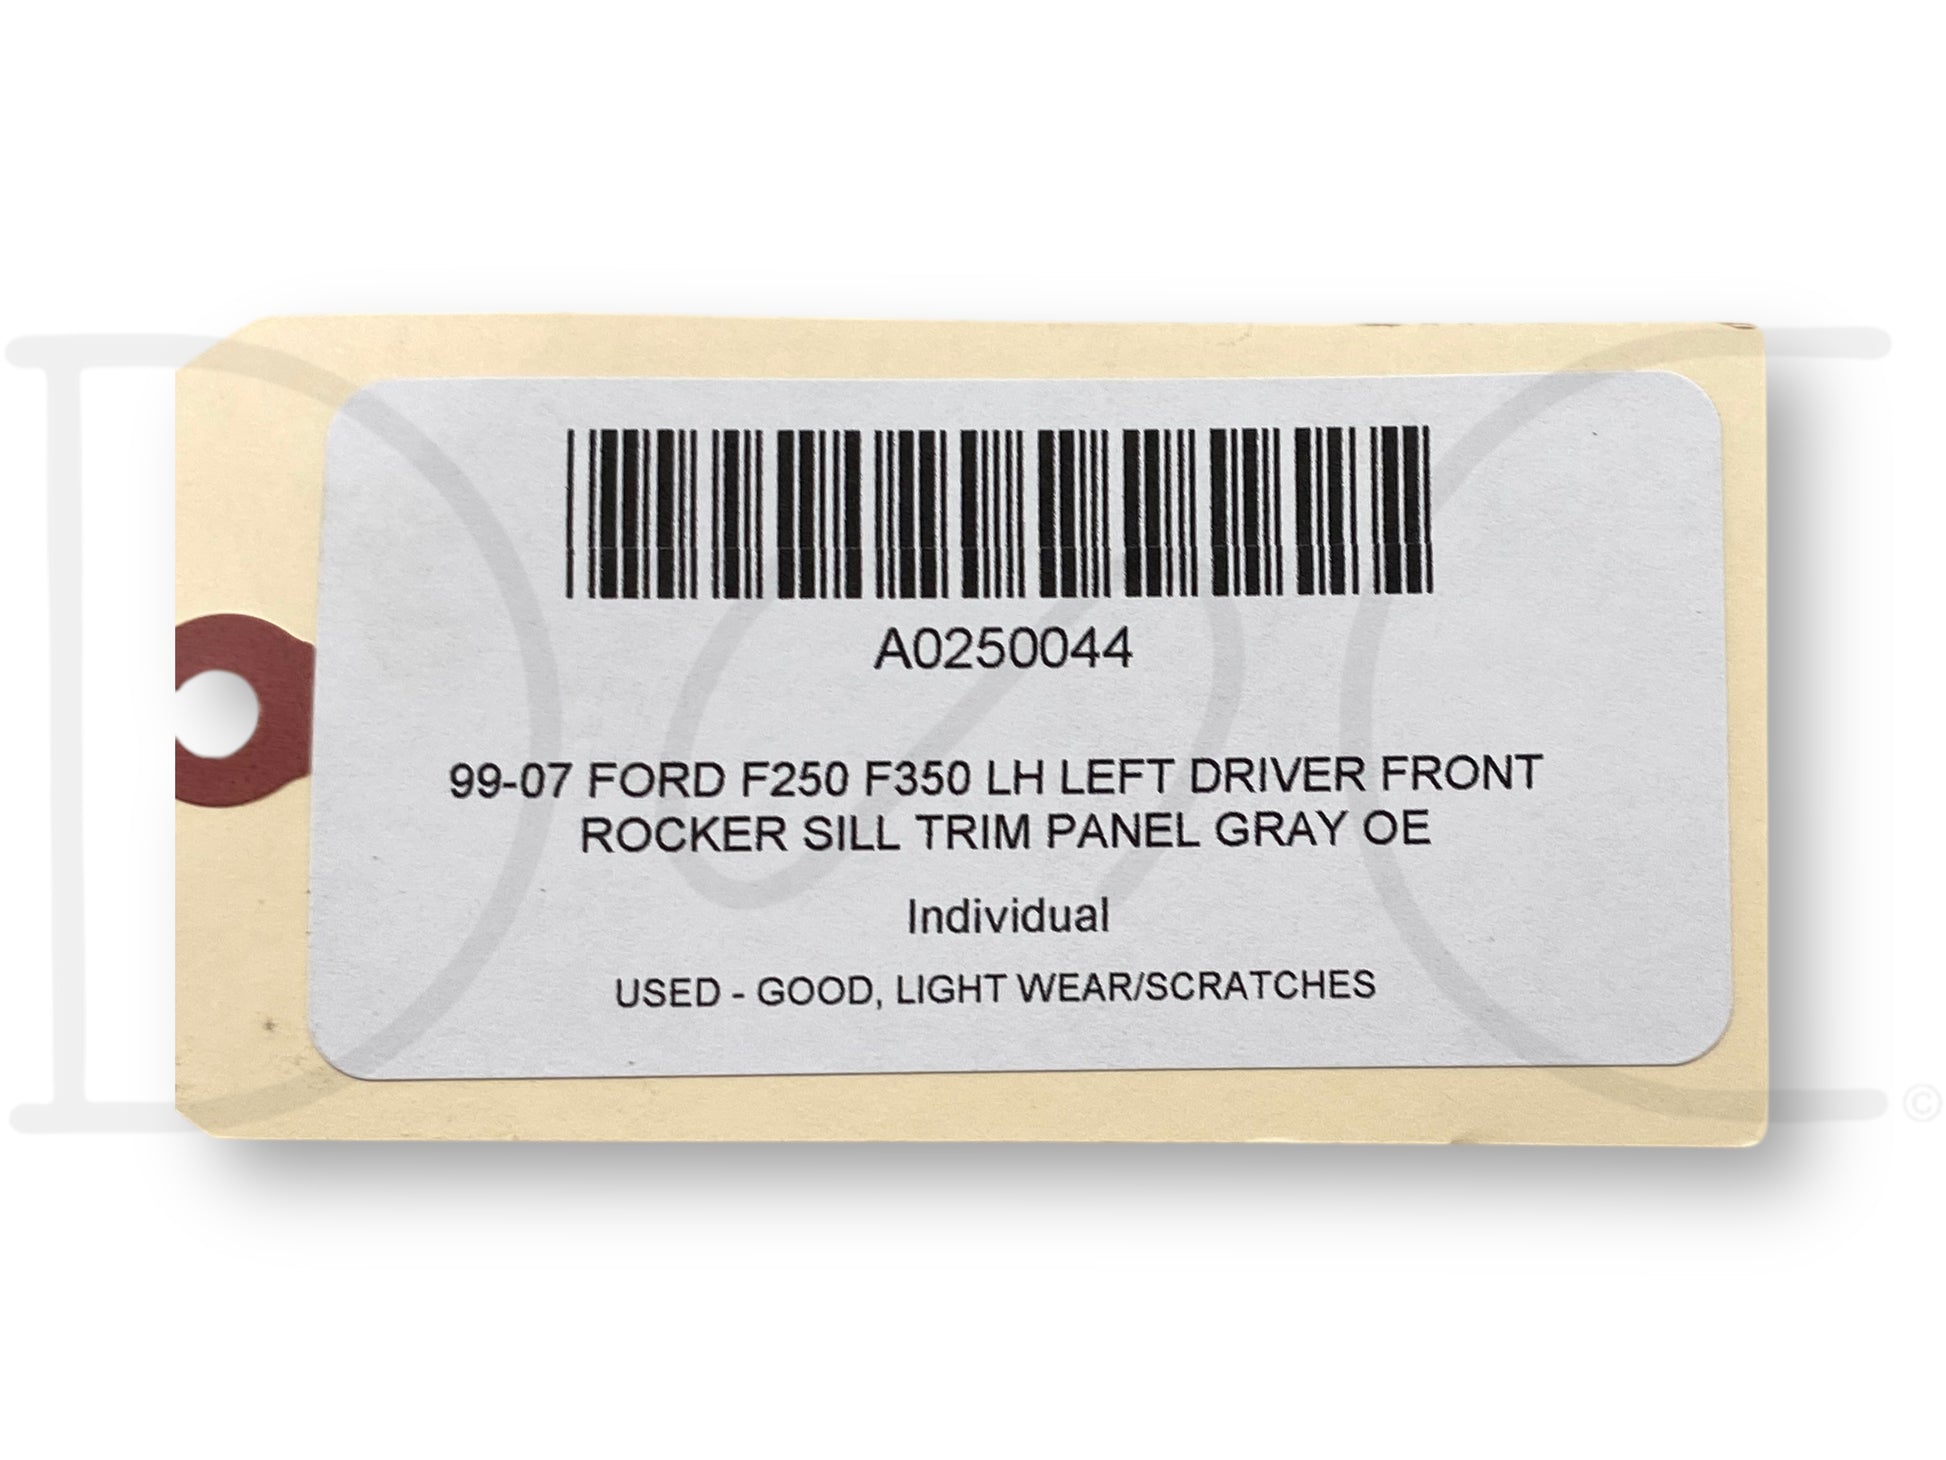 A0250044
99-07 FORD F250 F350 LH LEFT DRIVER FRONT
ROCKER SILL TRIM PANEL GRAY OE
Individual
USED - GOOD, LIGHT WEAR/SCRATCHES
©